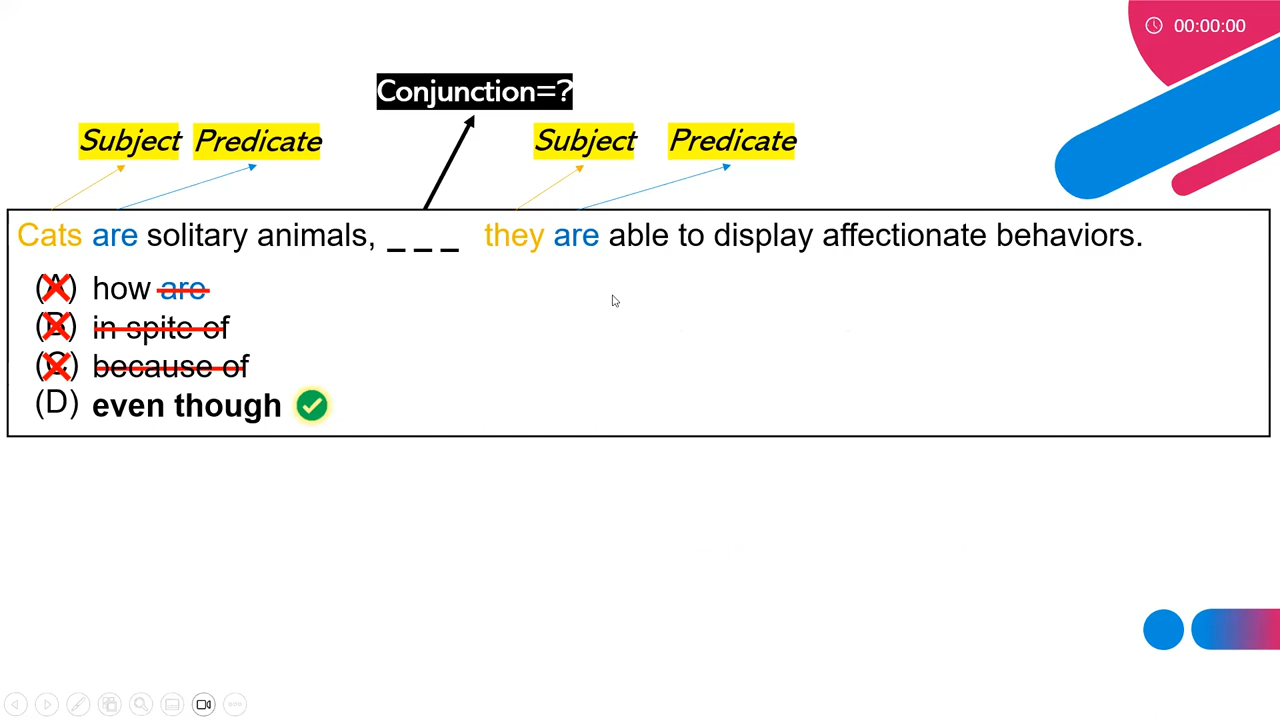 00:00:00
Conjunction=?
Subject Predicate Subject Predicate
Cats are solitary animals, _ _ _ they are able to display affectionate behaviors.
(A) how are
(B) in spite of
(C) because of
(D) even though